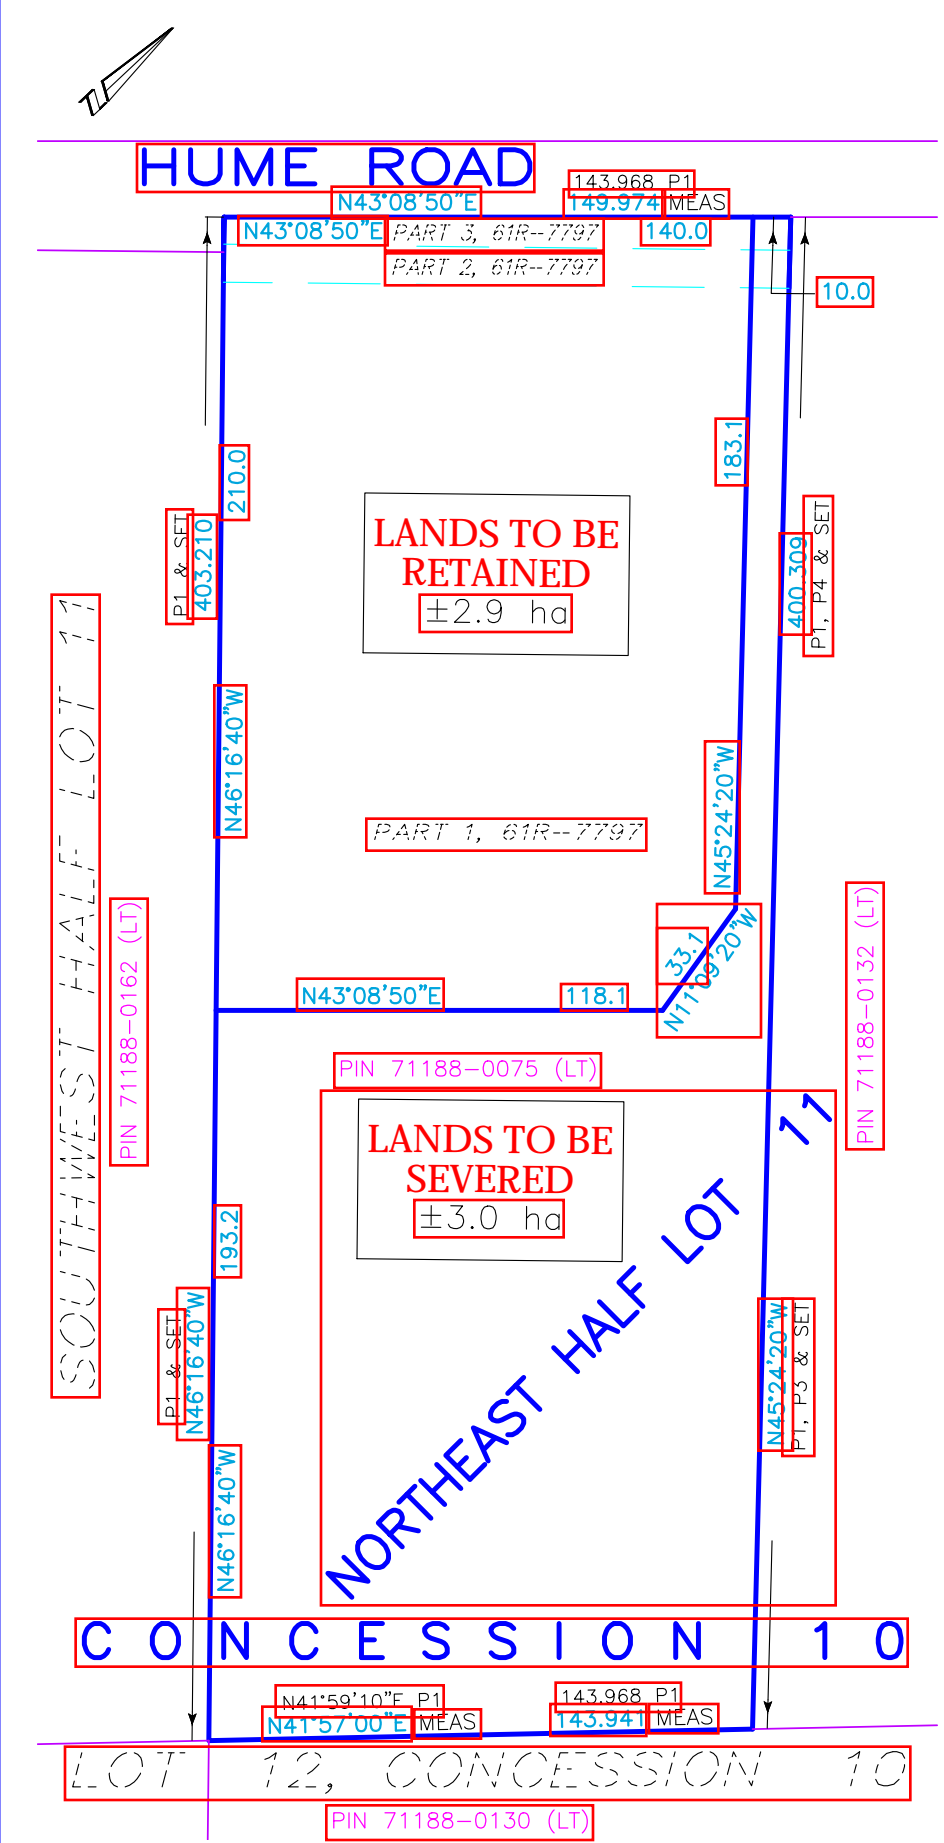 HUME ROAD
143.968 P1
N43°08'50"E
149.974 MEAS
N43°08'50"E
PART 3, 61R--7797
140.0
PART 2, 61R--7797
10.0
183.1
210.0
P1 & SET
403.210
LANDS TO BE
RETAINED
±2.9 ha
400.309
P1, P4 & SET
SOUTHWEST HALF LOT 11
N46°16'40"W
N45°24'20"W
PART 1, 61R--7797
PIN 71188-0162 (LT)
PIN 71188-0132 (LT)
33.1
N11°09'20"W
N43°08'50"E
118.1
PIN 71188-0075 (LT)
LANDS TO BE
SEVERED
±3.0 ha
NORTHEAST HALF LOT 11
193.2
P1 & SET
N46°16'40"W
N45°24'20"W
P1, P3 & SET
N46°16'40"W
CONCESSION 10
N41°59'10"E P1
143.968 P1
N41°57'00"E MEAS
143.941 MEAS
LOT 12, CONCESSION 10
PIN 71188-0130 (LT)